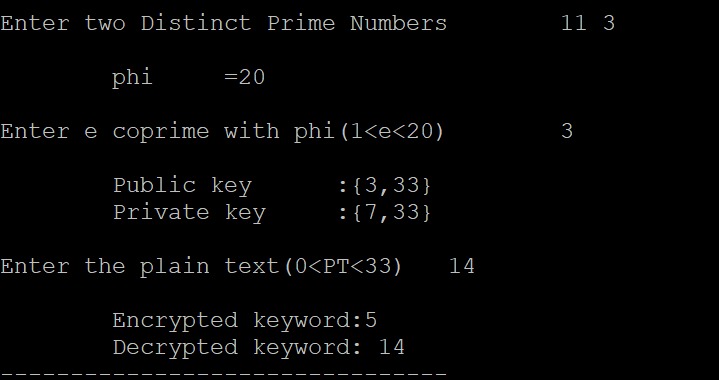 Enter two Distinct Prime Numbers 11 3
phi =20
Enter e coprime with phi(1<e<20) 3
Public key :{3,33}
Private key :{7,33}
Enter the plain text(0<PT<33) 14
Encrypted keyword:5
Decrypted keyword: 14
--------------------------------